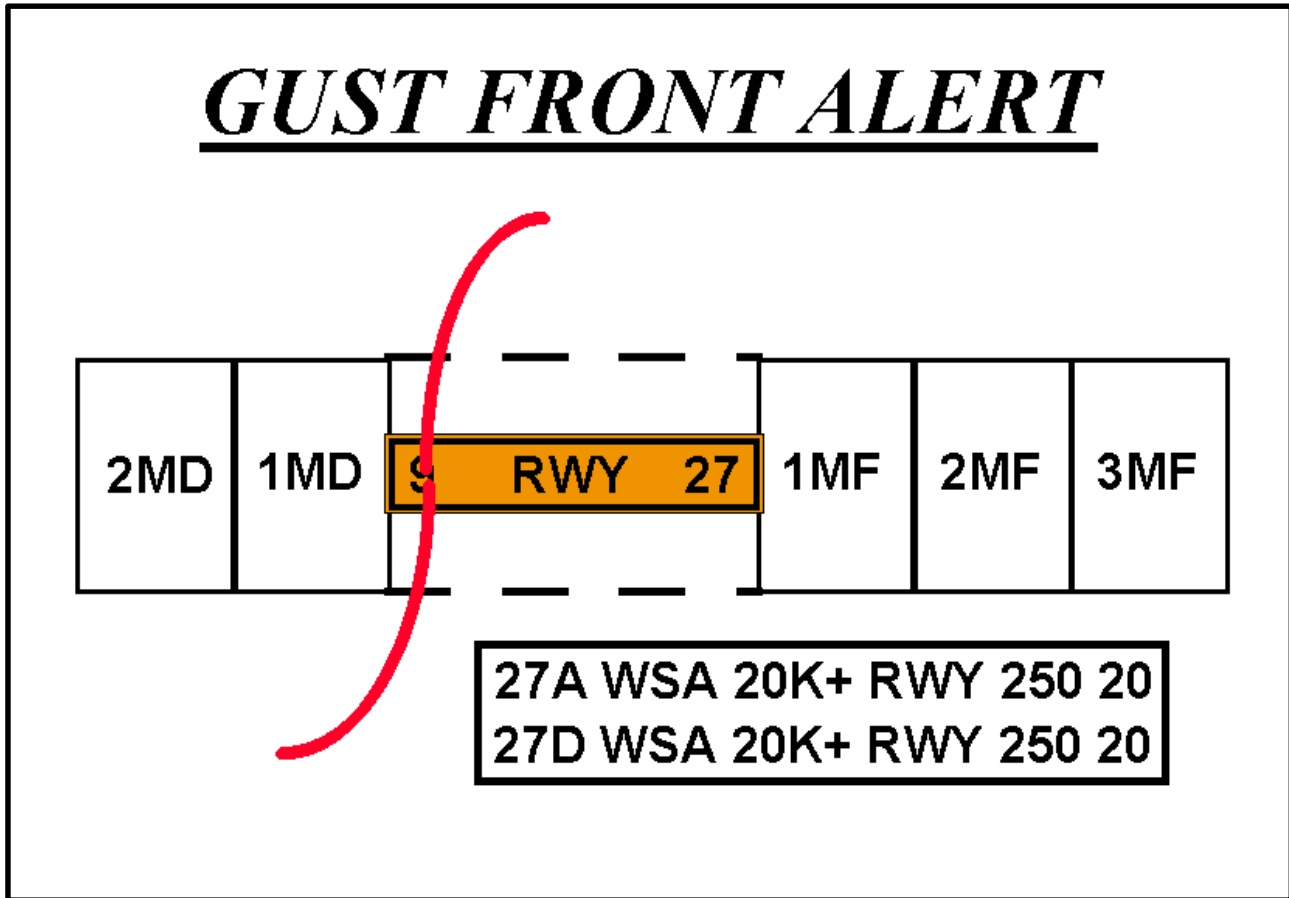 GUST FRONT ALERT
2MD 1MD 9 RWY 27 1MF 2MF 3MF
27A WSA 20K+ RWY 250 20
27D WSA 20K+ RWY 250 20